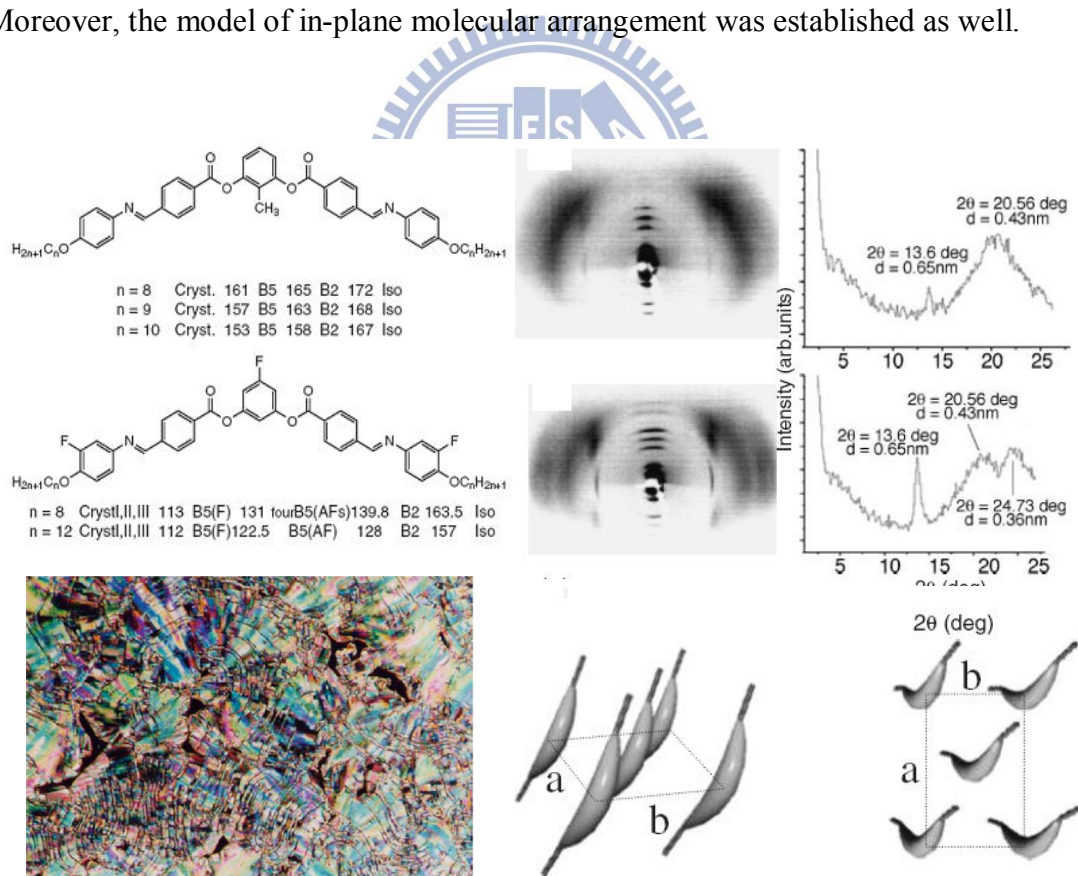 Moreover, the model of in-plane molecular arrangement was established as well.
ES A
O
O
O
O
N
CH₃
N
H₂ₙ₊₁CₙO
OCₙH₂ₙ₊₁
n = 8 Cryst. 161 B5 165 B2 172 Iso
n = 9 Cryst. 157 B5 163 B2 168 Iso
n = 10 Cryst. 153 B5 158 B2 167 Iso
F
O
O
O
O
F
N
N
F
H₂ₙ₊₁CₙO
OCₙH₂ₙ₊₁
n = 8 CrystI,II,III 113 B5(F) 131 fourB5(AFs)139.8 B2 163.5 Iso
n = 12 CrystI,II,III 112 B5(F)122.5 B5(AF) 128 B2 157 Iso
Intensity (arb.units)
2θ = 20.56 deg
d = 0.43nm
2θ = 13.6 deg
d = 0.65nm
5 10 15 20 25
2θ = 20.56 deg
d = 0.43nm
2θ = 13.6 deg
d = 0.65nm
2θ = 24.73 deg
d = 0.36nm
5 10 15 20 25
2θ (deg)
a
b
b
a